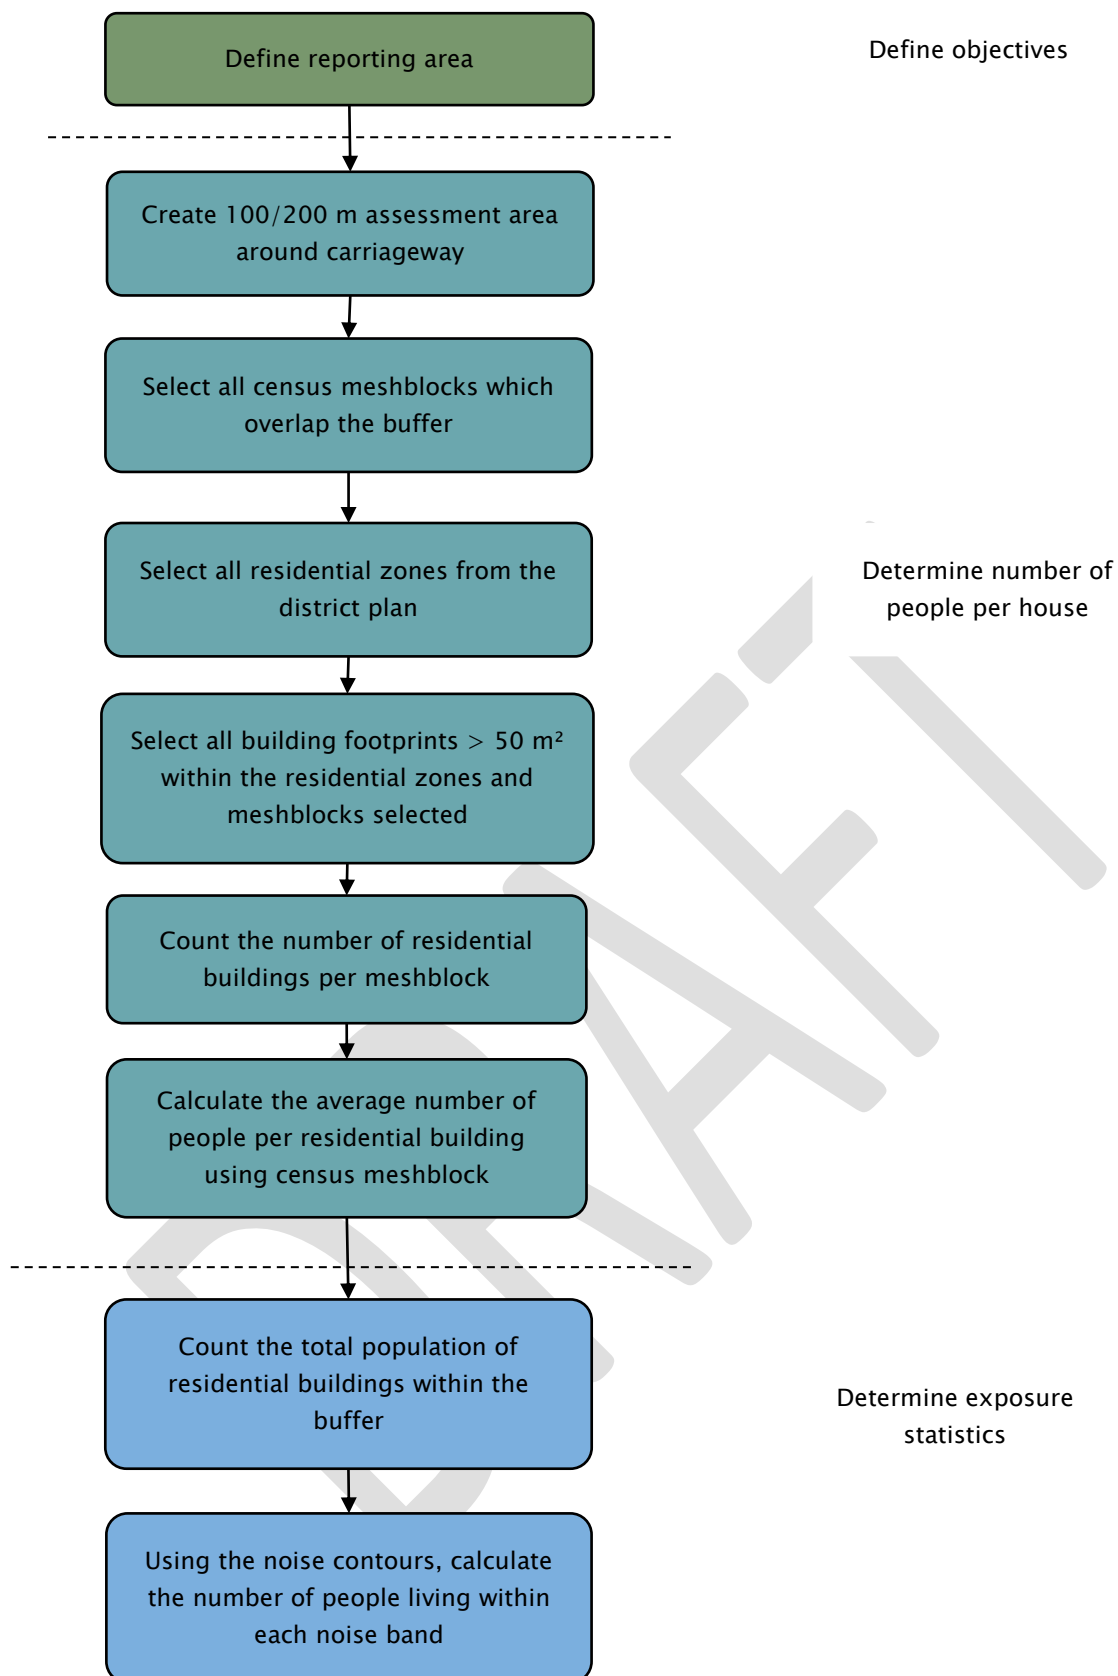 Define reporting area
Define objectives
Create 100/200 m assessment area
around carriageway
Select all census meshblocks which
overlap the buffer
Select all residential zones from the
district plan
Determine number of
people per house
Select all building footprints > 50 m²
within the residential zones and
meshblocks selected
Count the number of residential
buildings per meshblock
Calculate the average number of
people per residential building
using census meshblock
Count the total population of
residential buildings within the
buffer
Determine exposure
statistics
Using the noise contours, calculate
the number of people living within
each noise band
DRAFT